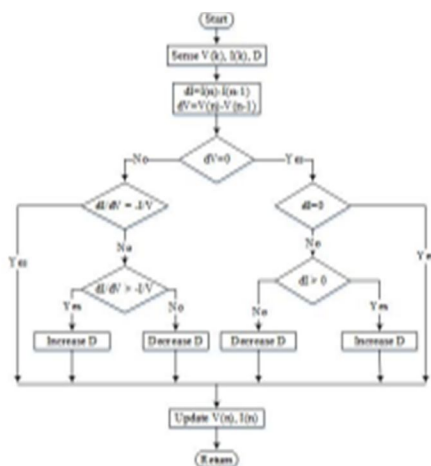 Start
Sense V(k), I(k), D
dI=I(n)-I(n-1)
dV=V(n)-V(n-1)
dV=0
No
Yes
dI/dV = -I/V
dI=0
Yes
No
No
Yes
dI/dV > -I/V
dI > 0
Yes
No
No
Yes
Increase D
Decrease D
Decrease D
Increase D
Update V(n), I(n)
Return